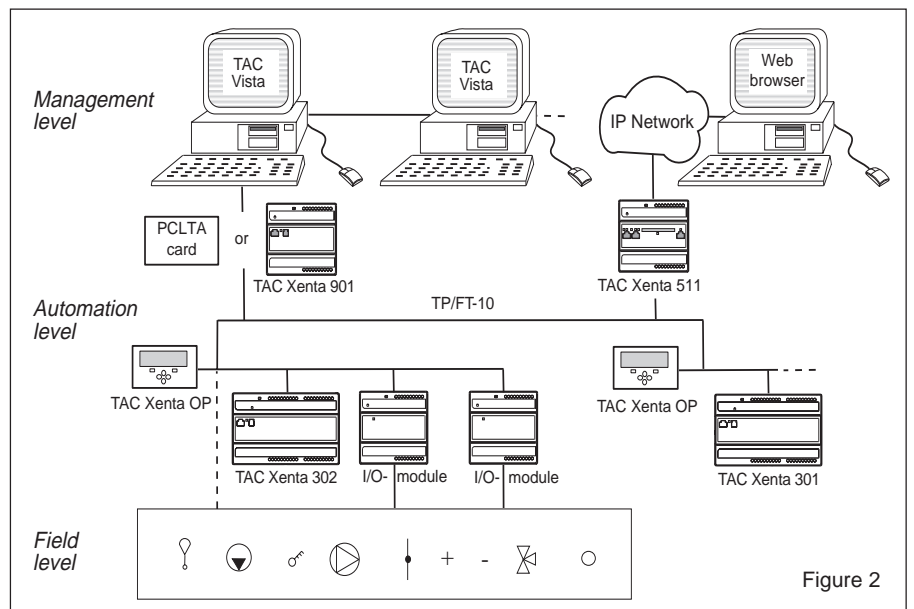 TAC
Vista
TAC
Vista
Web
browser
Management
level
IP Network
PCLTA
card
or
TAC Xenta 901
TAC Xenta 511
TP/FT-10
Automation
level
TAC Xenta OP
TAC Xenta OP
TAC Xenta 302
I/O- module
I/O- module
TAC Xenta 301
Field
level
+ -
Figure 2